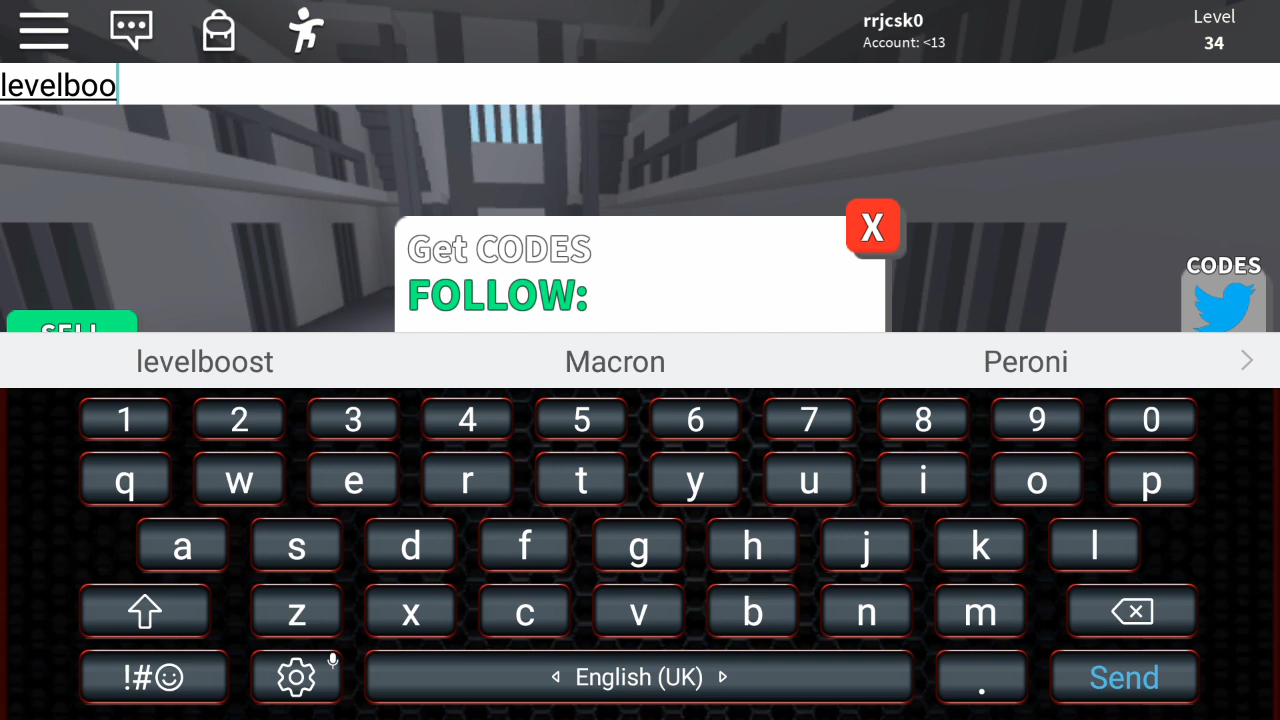 rrjcsk0
Account: <13
Level
34
levelboo
X
Get CODES
FOLLOW:
CODES
SELL
levelboost
Macron
Peroni
1 2 3 4 5 6 7 8 9 0
q w e r t y u i o p
a s d f g h j k l
z x c v b n m
!#☺ English (UK) . Send